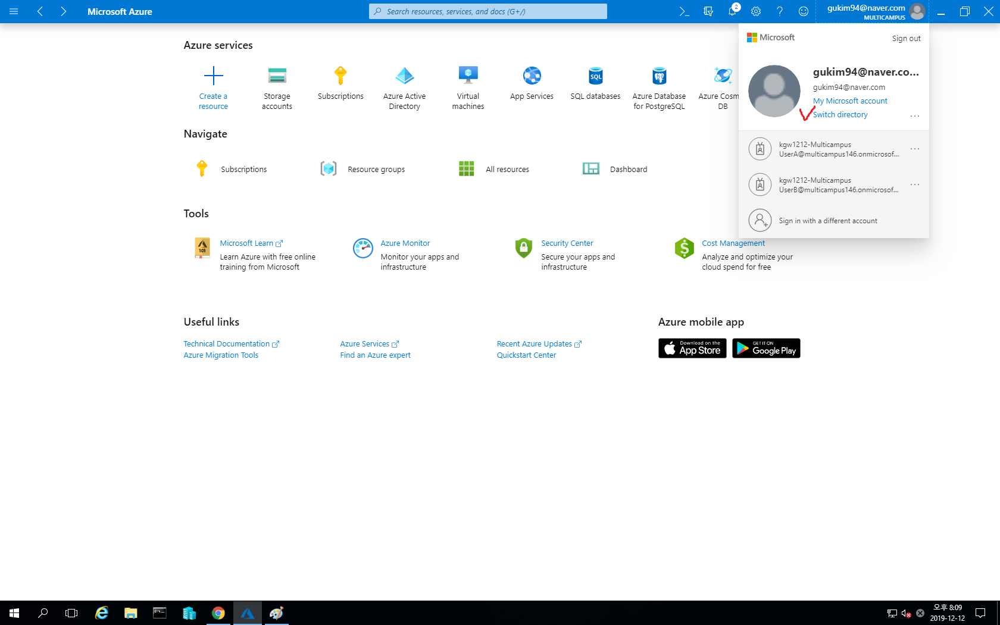 Microsoft Azure
Search resources, services, and docs (G+/)
2
gukim94@naver.com
MULTICAMPUS
Microsoft
Sign out
gukim94@naver.co...
gukim94@naver.com
My Microsoft account
Switch directory
kgw1212-Multicampus
UserA@multicampus146.onmicrosof...
kgw1212-Multicampus
UserB@multicampus146.onmicrosof...
Sign in with a different account
Azure services
Create a
resource
Storage
accounts
Subscriptions
Azure Active
Directory
Virtual
machines
App Services
SQL
SQL databases
Azure Database
for PostgreSQL
Azure Cosm
DB
Navigate
Subscriptions
Resource groups
All resources
Dashboard
Tools
101
Microsoft Learn
Learn Azure with free online
training from Microsoft
Azure Monitor
Monitor your apps and
infrastructure
Security Center
Secure your apps and
infrastructure
Cost Management
Analyze and optimize your
cloud spend for free
Useful links
Technical Documentation
Azure Migration Tools
Azure Services
Find an Azure expert
Recent Azure Updates
Quickstart Center
Azure mobile app
Download on the
App Store
GET IT ON
Google Play
오후 8:09
2019-12-12